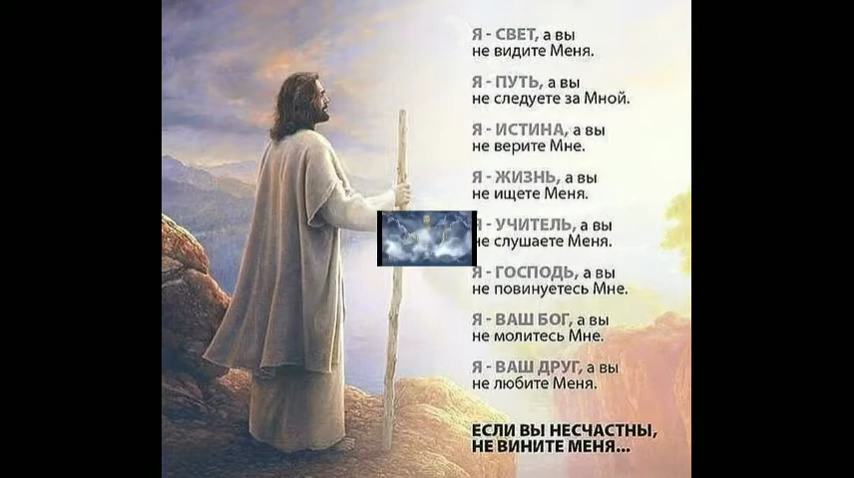 Я - СВЕТ, а вы
не видите Меня.
Я - ПУТЬ, а вы
не следуете за Мной.
Я - ИСТИНА, а вы
не верите Мне.
Я - ЖИЗНЬ, а вы
не ищете Меня.
Я - УЧИТЕЛЬ, а вы
не слушаете Меня.
Я - ГОСПОДЬ, а вы
не повинуетесь Мне.
Я - ВАШ БОГ, а вы
не молитесь Мне.
Я - ВАШ ДРУГ, а вы
не любите Меня.
ЕСЛИ ВЫ НЕСЧАСТНЫ,
НЕ ВИНИТЕ МЕНЯ...